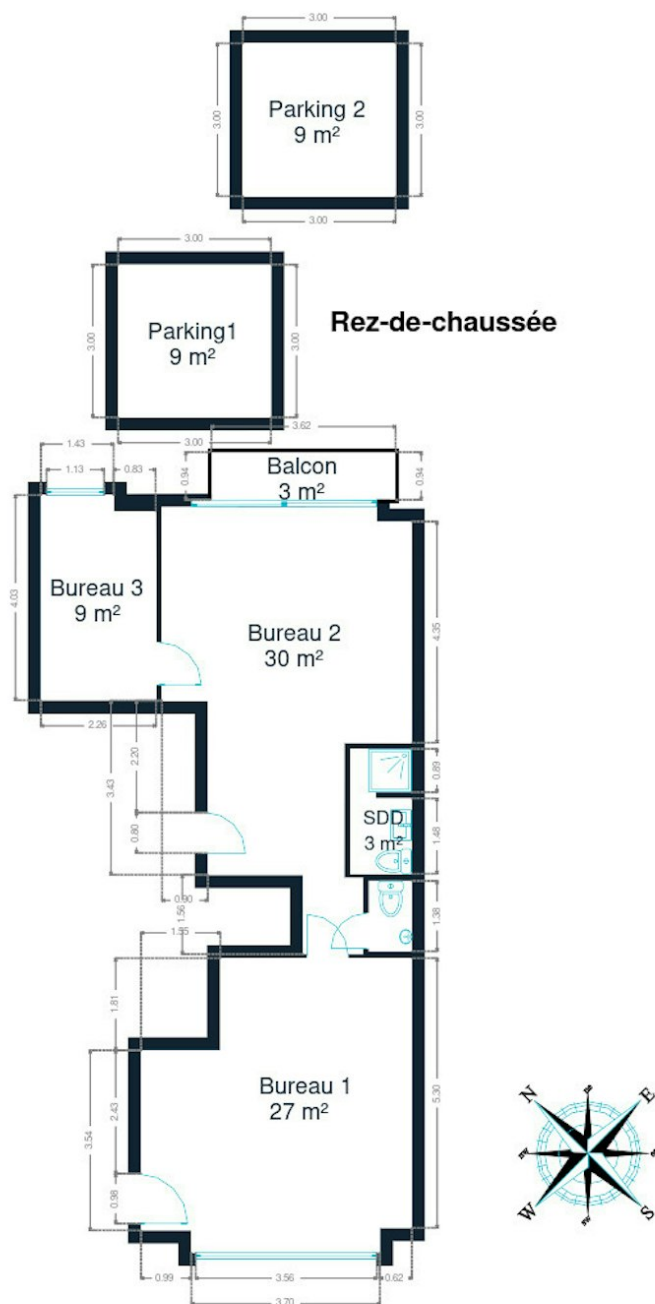 3.00
Parking 2
9 m²
3.00
3.00
3.00
3.00
Parking1
9 m²
3.00
3.00
3.00
Rez-de-chaussée
3.62
1.43
1.13
0.83
0.94
Balcon
3 m²
0.94
4.03
Bureau 3
9 m²
Bureau 2
30 m²
4.35
2.26
2.20
3.43
0.80
0.89
SDD
3 m²
1.48
0.90
1.56
1.38
1.55
1.81
Bureau 1
27 m²
5.30
2.43
3.54
0.98
0.99
3.56
0.62
3.70
N
E
W
S